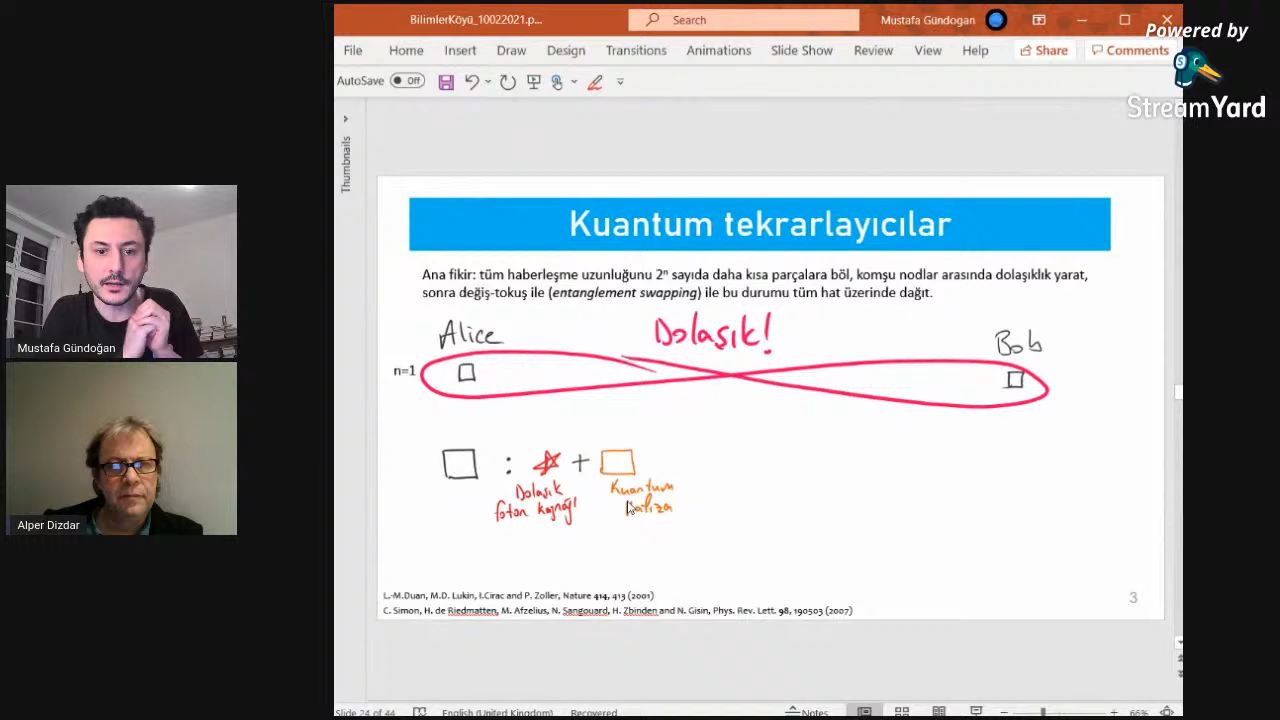 BilimlerKöyü_10022021.p...
Search
Mustafa Gündogan
Powered by
StreamYard
File Home Insert Draw Design Transitions Animations Slide Show Review View Help Share Comments
AutoSave Off
Thumbnails
Kuantum tekrarlayıcılar
Ana fikir: tüm haberleşme uzunluğunu 2ⁿ sayıda daha kısa parçalara böl, komşu nodlar arasında dolaşıklık yarat,
sonra değiş-tokuş ile (entanglement swapping) ile bu durumu tüm hat üzerinde dağıt.
Alice
Dolaşık!
Bob
n=1
: +
Dolaşık
foton kaynağı
Kuantum
L.-M.Duan, M.D. Lukin, I.Cirac and P. Zoller, Nature 414, 413 (2001)
C. Simon, H. de Riedmatten, M. Afzelius, N. Sangouard, H. Zbinden and N. Gisin, Phys. Rev. Lett. 98, 190503 (2007)
3
Mustafa Gündoğan
Alper Dizdar
Slide 24 of 44 English (United Kingdom) Recovered Notes 66%